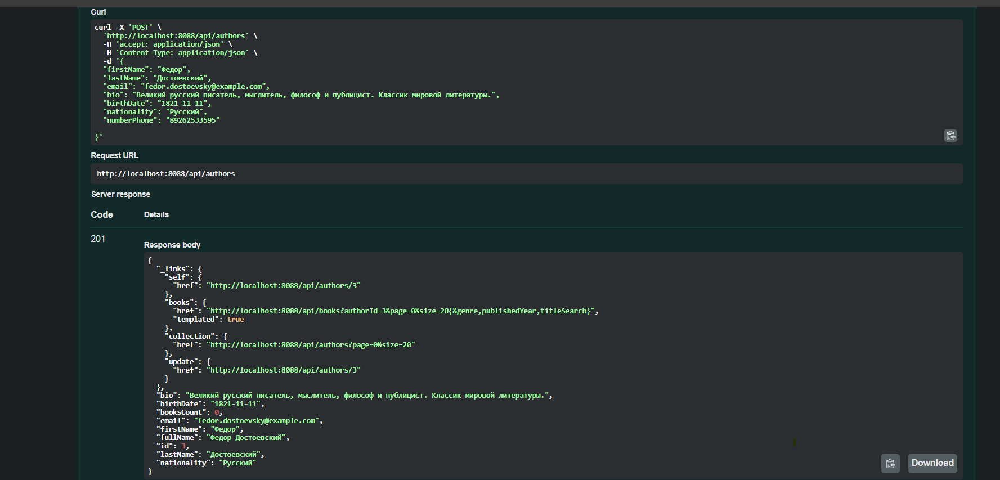 Curl
curl -X 'POST' \
'http://localhost:8088/api/authors' \
-H 'accept: application/json' \
-H 'Content-Type: application/json' \
-d '{
"firstName": "Федор",
"lastName": "Достоевский",
"email": "fedor.dostoevsky@example.com",
"bio": "Великий русский писатель, мыслитель, философ и публицист. Классик мировой литературы.",
"birthDate": "1821-11-11",
"nationality": "Русский",
"numberPhone": "89262533595"
}'
Request URL
http://localhost:8088/api/authors
Server response
Code Details
201
Response body
{
"_links": {
"self": {
"href": "http://localhost:8088/api/authors/3"
},
"books": {
"href": "http://localhost:8088/api/books?authorId=3&page=0&size=20{&genre,publishedYear,titleSearch}",
"templated": true
},
"collection": {
"href": "http://localhost:8088/api/authors?page=0&size=20"
},
"update": {
"href": "http://localhost:8088/api/authors/3"
}
},
"bio": "Великий русский писатель, мыслитель, философ и публицист. Классик мировой литературы.",
"birthDate": "1821-11-11",
"booksCount": 0,
"email": "fedor.dostoevsky@example.com",
"firstName": "Федор",
"fullName": "Федор Достоевский",
"id": 3,
"lastName": "Достоевский",
"nationality": "Русский"
}
Download